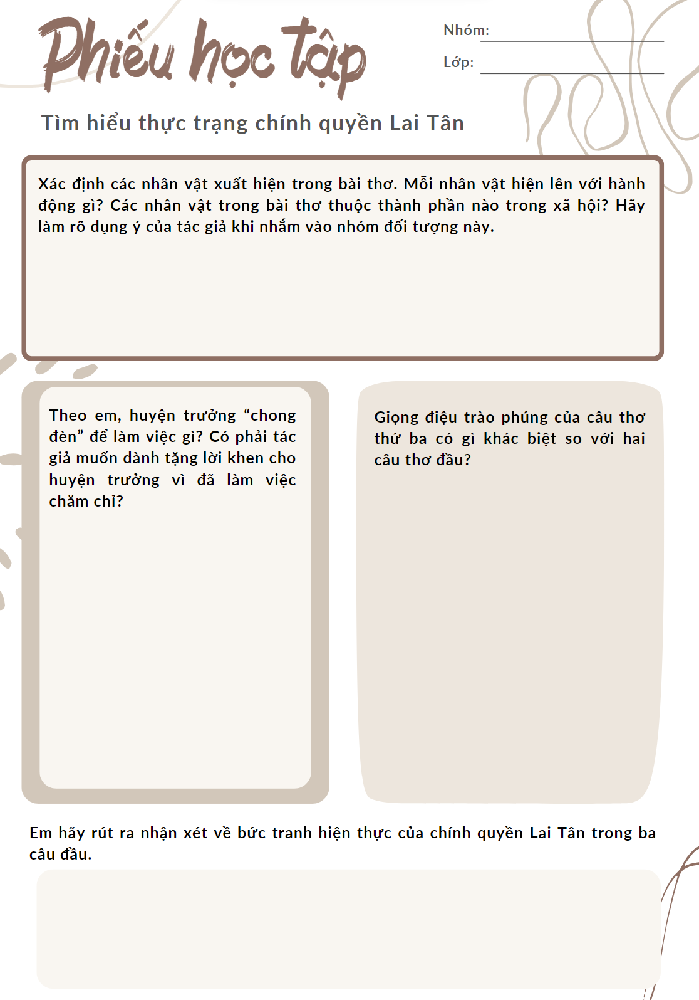 Phiếu học tập
Nhóm:
Lớp:
Tìm hiểu thực trạng chính quyền Lai Tân
Xác định các nhân vật xuất hiện trong bài thơ. Mỗi nhân vật hiện lên với hành
động gì? Các nhân vật trong bài thơ thuộc thành phần nào trong xã hội? Hãy
làm rõ dụng ý của tác giả khi nhắm vào nhóm đối tượng này.
Theo em, huyện trưởng “chong
đèn” để làm việc gì? Có phải tác
giả muốn dành tặng lời khen cho
huyện trưởng vì đã làm việc
chăm chỉ?
Giọng điệu trào phúng của câu thơ
thứ ba có gì khác biệt so với hai
câu thơ đầu?
Em hãy rút ra nhận xét về bức tranh hiện thực của chính quyền Lai Tân trong ba
câu đầu.